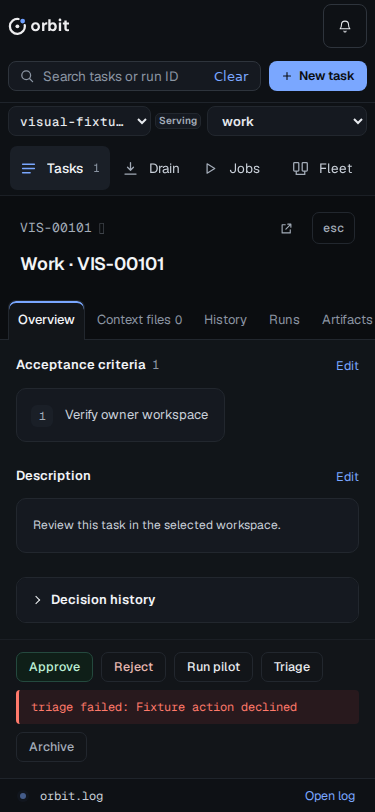 orbit
Search tasks or run ID Clear
+ New task
visual-fixtu… Serving work
Tasks 1 Drain Jobs Fleet
VIS-00101
esc
Work · VIS-00101
Overview Context files 0 History Runs Artifacts
Acceptance criteria 1 Edit
1 Verify owner workspace
Description Edit
Review this task in the selected workspace.
Decision history
Approve Reject Run pilot Triage
triage failed: Fixture action declined
Archive
orbit.log Open log